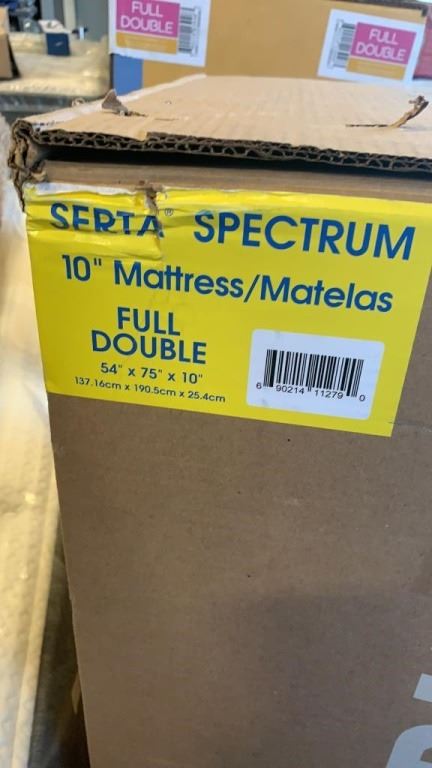 FULL
DOUBLE
FULL
DOUBLE
SERTA® SPECTRUM
10" Mattress/Matelas
FULL
DOUBLE
54" x 75" x 10"
137.16cm x 190.5cm x 25.4cm
6 90214 11279 0